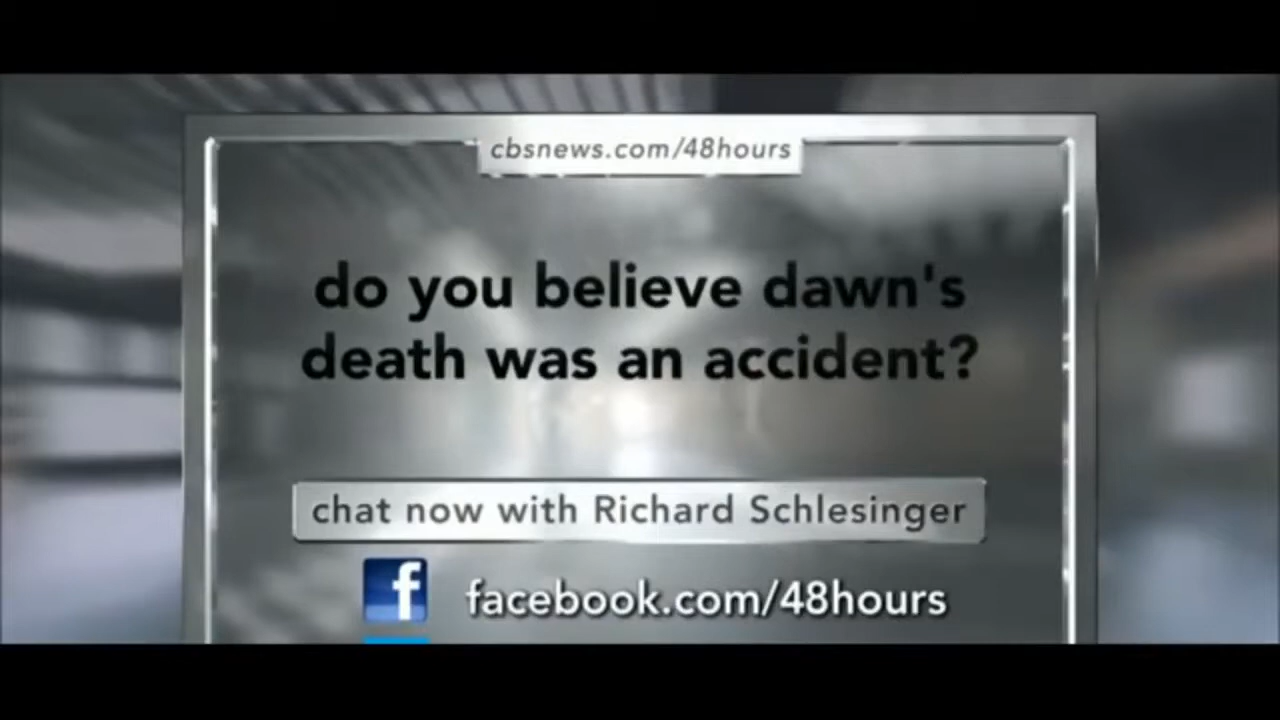 cbsnews.com/48hours
do you believe dawn's
death was an accident?
chat now with Richard Schlesinger
f
facebook.com/48hours